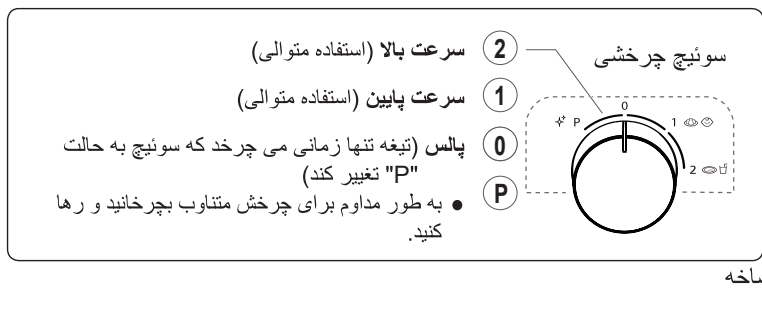 سوئیچ چرخشی
0
P
1
2
2 سرعت بالا (استفاده متوالی)
1 سرعت پایین (استفاده متوالی)
0 پالس (تیغه تنها زمانی می چرخد که سوئیچ به حالت
"P" تغییر کند)
P
● به طور مداوم برای چرخش متناوب بچرخانید و رها
کنید.